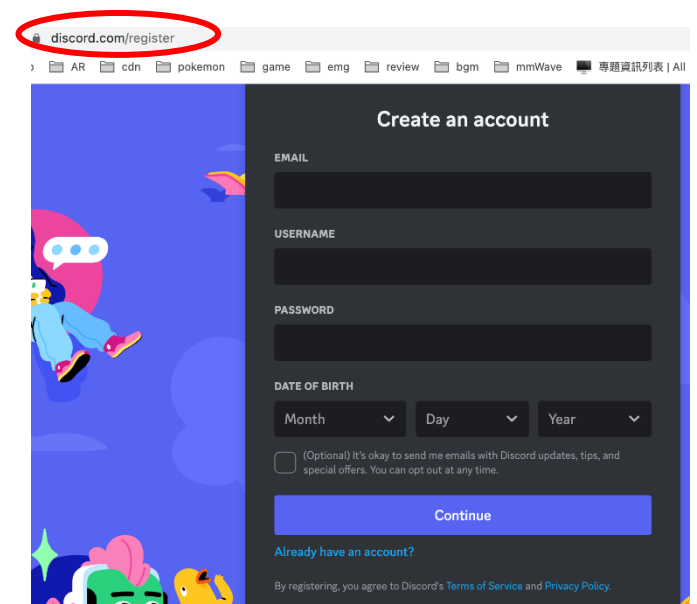 discord.com/register
AR cdn pokemon game emg review bgm mmWave 專題資訊列表 | All
Create an account
EMAIL
USERNAME
PASSWORD
DATE OF BIRTH
Month Day Year
(Optional) It's okay to send me emails with Discord updates, tips, and
special offers. You can opt out at any time.
Continue
Already have an account?
By registering, you agree to Discord's Terms of Service and Privacy Policy.